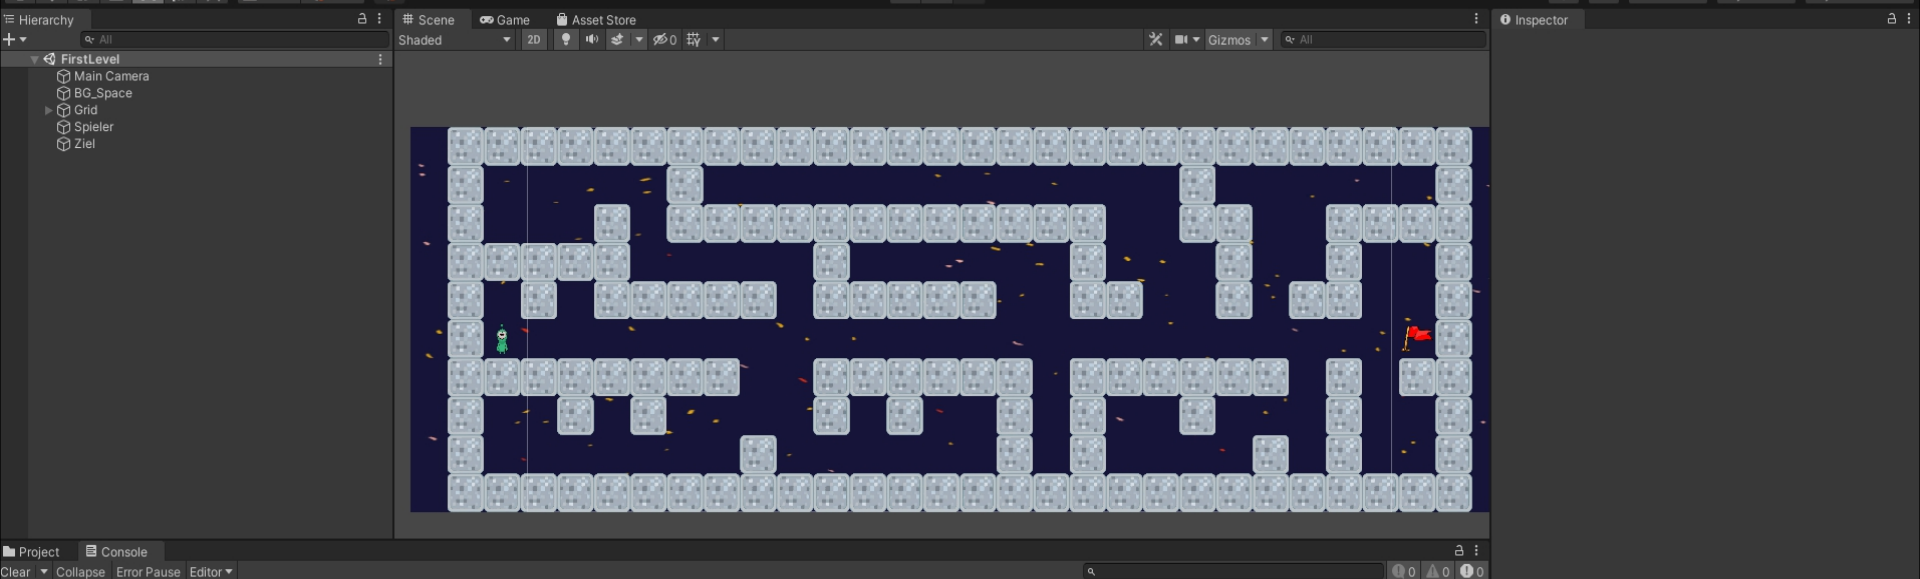 Hierarchy
Scene
Game
Asset Store
Inspector
All
Shaded
2D
0
Gizmos
All
FirstLevel
Main Camera
BG_Space
Grid
Spieler
Ziel
Project
Console
Clear
Collapse
Error Pause
Editor
0
0
0